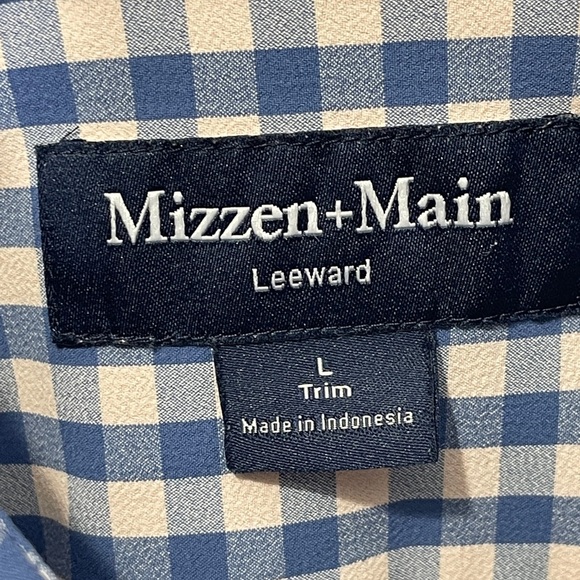 Mizzen+Main
Leeward
L
Trim
Made in Indonesia